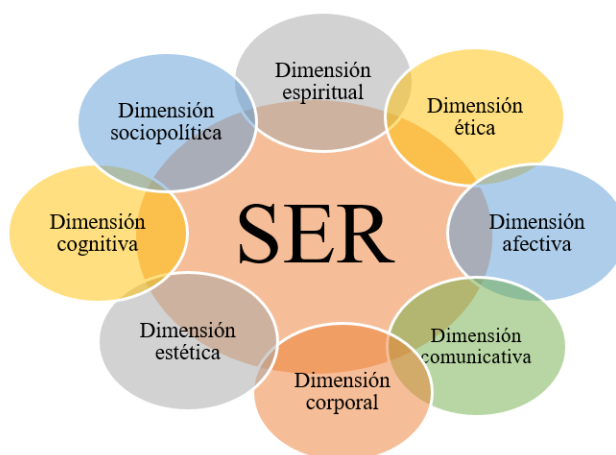 Dimensión
espiritual
Dimensión
ética
Dimensión
afectiva
Dimensión
comunicativa
Dimensión
corporal
Dimensión
estética
Dimensión
cognitiva
Dimensión
sociopolítica
SER